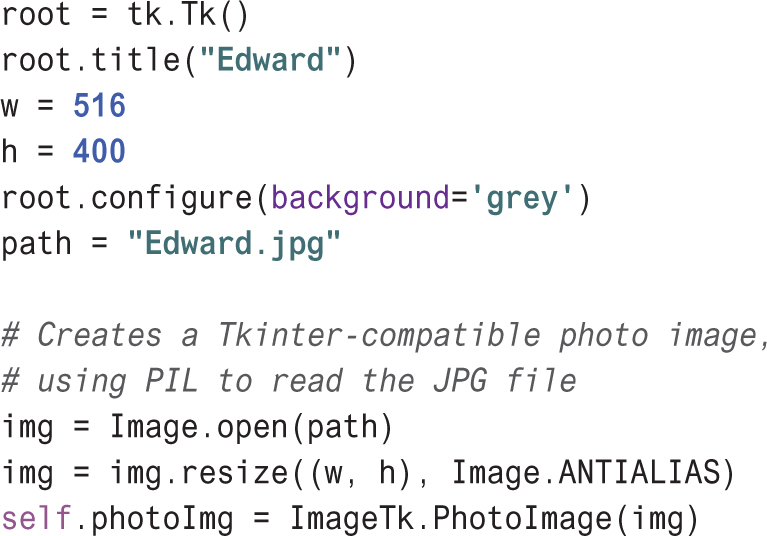 root = tk.Tk()
root.title("Edward")
w = 516
h = 400
root.configure(background='grey')
path = "Edward.jpg"

# Creates a Tkinter-compatible photo image,
# using PIL to read the JPG file
img = Image.open(path)
img = img.resize((w, h), Image.ANTIALIAS)
self.photoImg = ImageTk.PhotoImage(img)